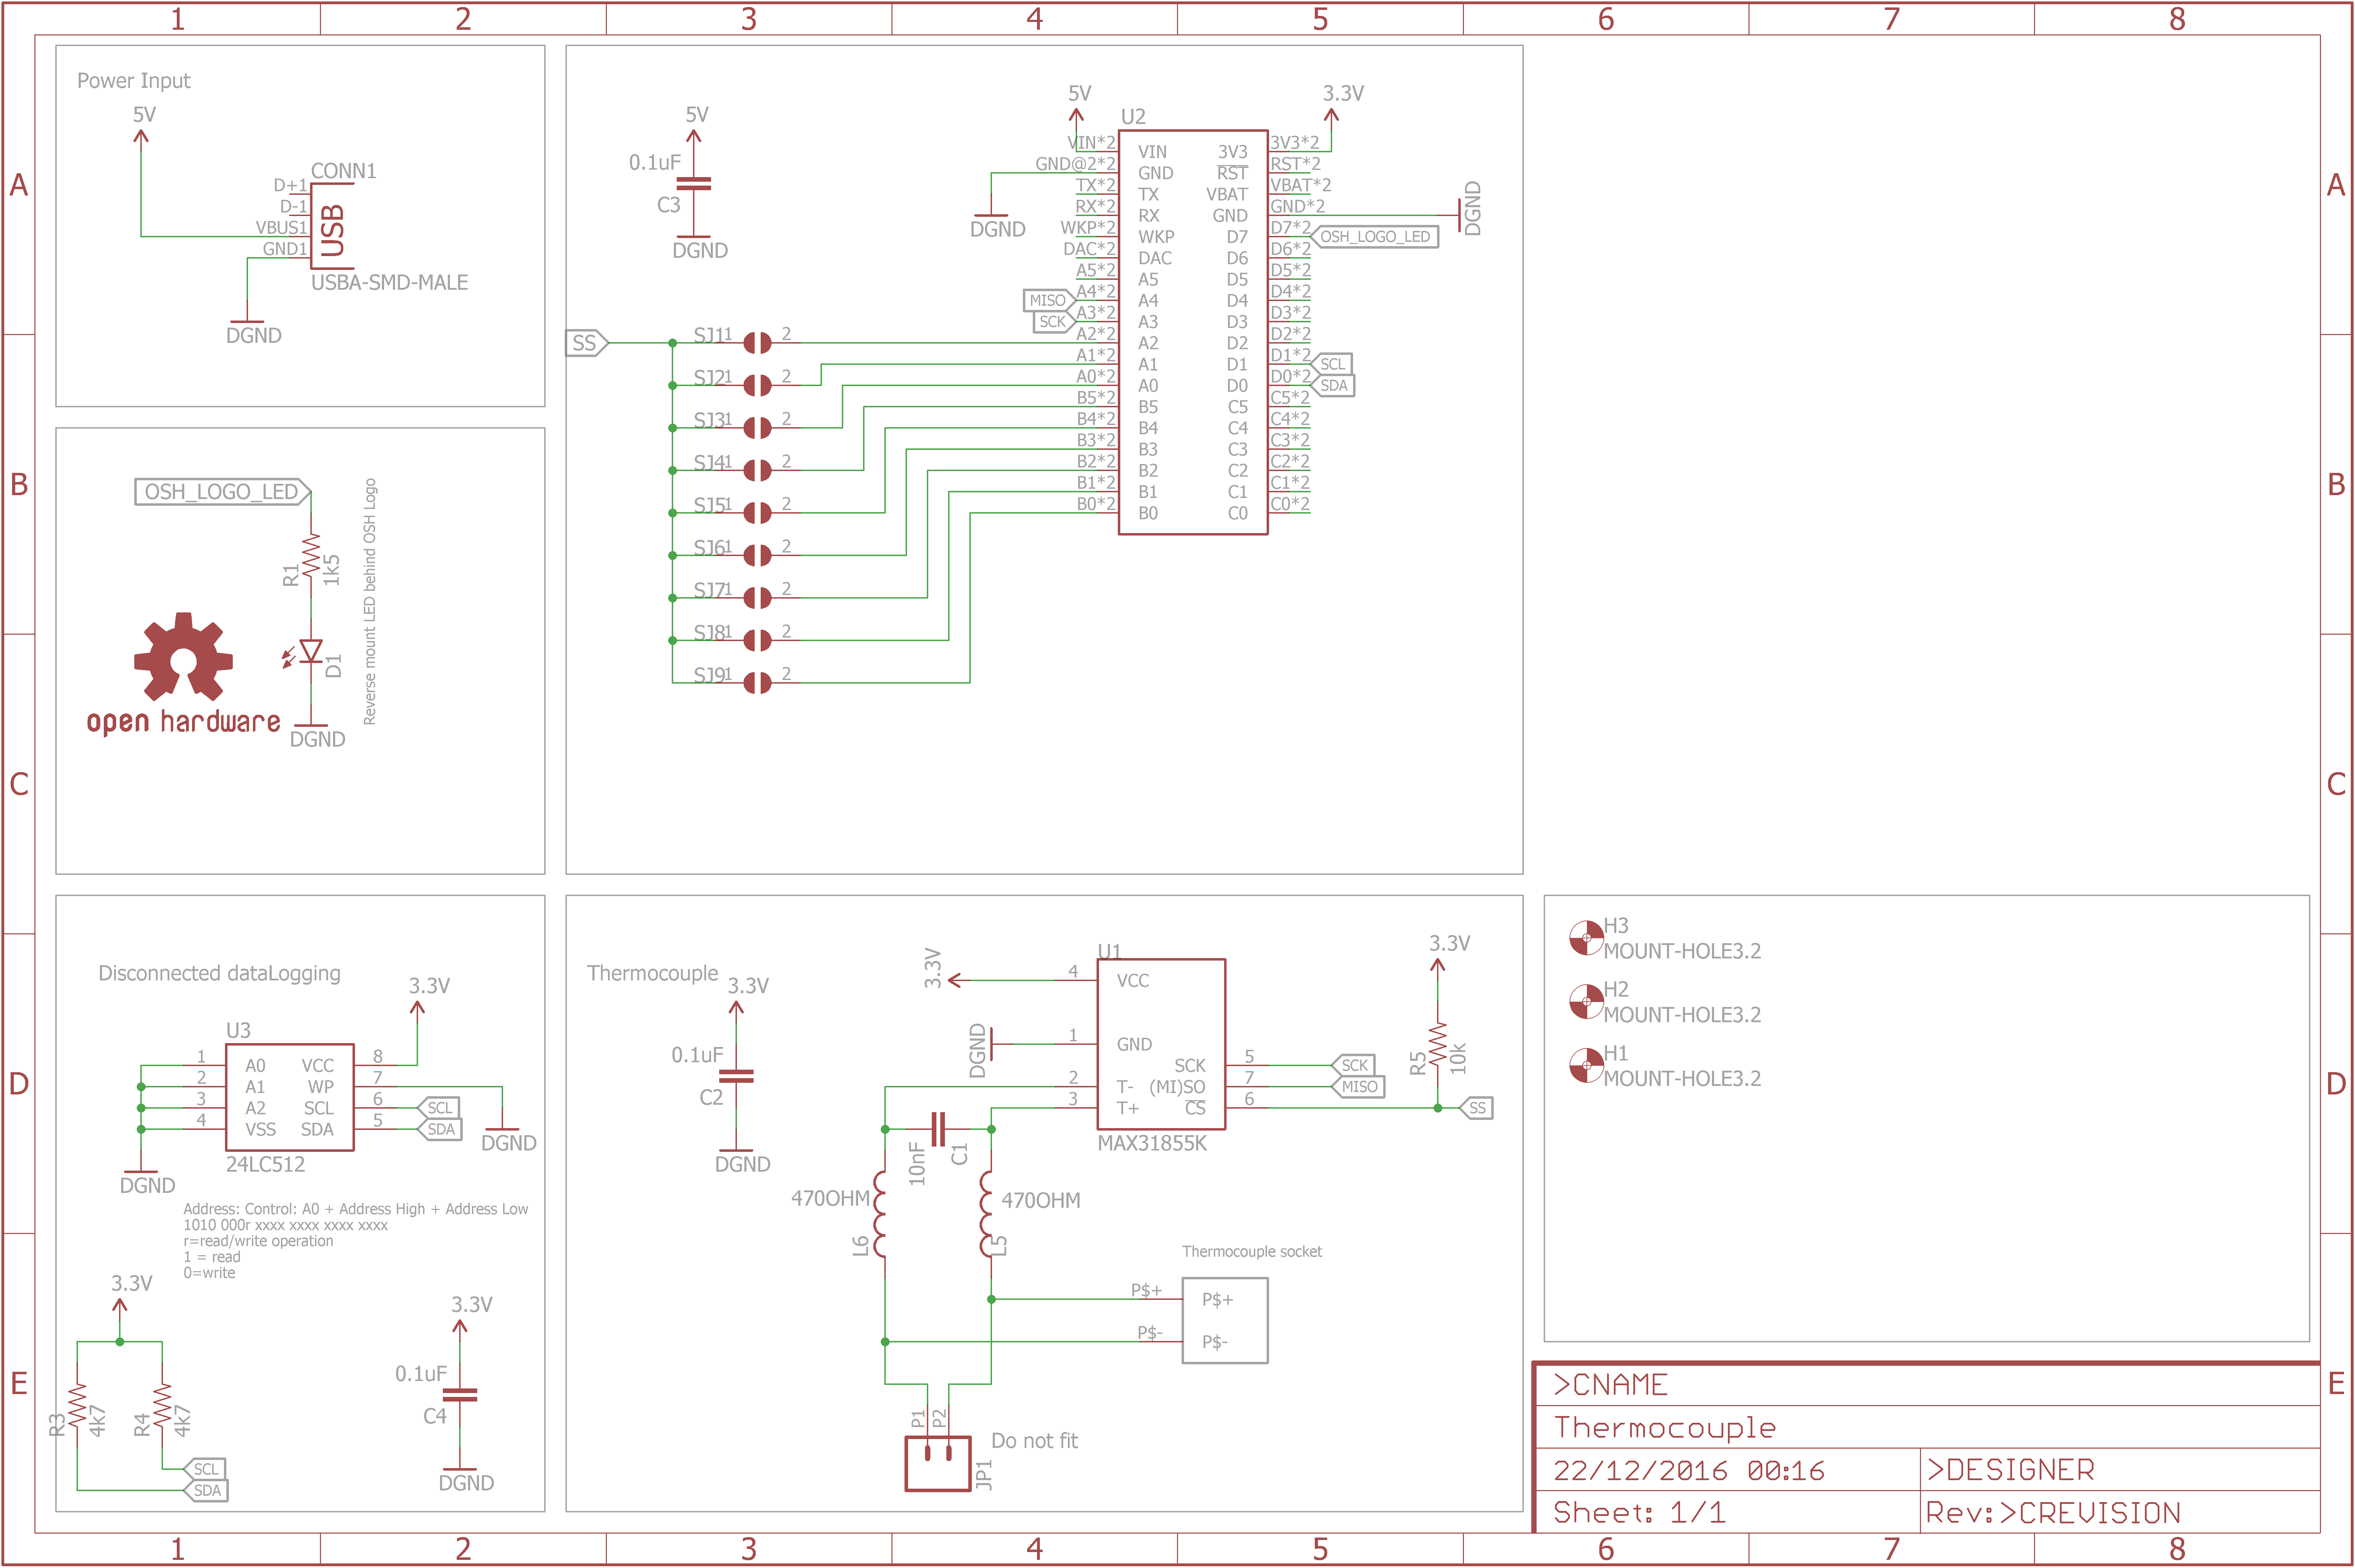 1 2 3 4 5 6 7 8
A
B
C
D
E
A
B
C
D
E
1 2 3 4 5 6 7 8
Power Input
5V
CONN1
D+1
D-1
VBUS1
GND1
USB
USBA-SMD-MALE
DGND
OSH_LOGO_LED
R1
1k5
D1
DGND
Reverse mount LED behind OSH Logo
open hardware
5V
0.1uF
C3
DGND
SS
SJ1 1 2
SJ2 1 2
SJ3 1 2
SJ4 1 2
SJ5 1 2
SJ6 1 2
SJ7 1 2
SJ8 1 2
SJ9 1 2
5V
U2
3.3V
DGND
DGND
VIN*2 VIN 3V3 3V3*2
GND@2*2 GND RST RST*2
TX*2 TX VBAT VBAT*2
RX*2 RX GND GND*2
WKP*2 WKP D7 D7*2 OSH_LOGO_LED
DAC*2 DAC D6 D6*2
A5*2 A5 D5 D5*2
MISO A4*2 A4 D4 D4*2
SCK A3*2 A3 D3 D3*2
A2*2 A2 D2 D2*2
A1*2 A1 D1 D1*2 SCL
A0*2 A0 D0 D0*2 SDA
B5*2 B5 C5 C5*2
B4*2 B4 C4 C4*2
B3*2 B3 C3 C3*2
B2*2 B2 C2 C2*2
B1*2 B1 C1 C1*2
B0*2 B0 C0 C0*2
Disconnected dataLogging
3.3V
U3
1 A0 VCC 8
2 A1 WP 7
3 A2 SCL 6 SCL
4 VSS SDA 5 SDA
24LC512
DGND
DGND
Address: Control: A0 + Address High + Address Low
1010 000r xxxx xxxx xxxx xxxx
r=read/write operation
1 = read
0=write
3.3V
R3
4k7
R4
4k7
SCL
SDA
3.3V
0.1uF
C4
DGND
Thermocouple
3.3V
0.1uF
C2
DGND
3.3V
DGND
U1
4 VCC
1 GND
SCK 5 SCK
2 T- (MI)SO 7 MISO
3 T+ CS 6 SS
MAX31855K
3.3V
R5
10k
10nF
C1
470OHM
L6
470OHM
L5
Thermocouple socket
P$+ P$+
P$- P$-
P1
P2
JP1
Do not fit
H3
MOUNT-HOLE3.2
H2
MOUNT-HOLE3.2
H1
MOUNT-HOLE3.2
>CNAME
Thermocouple
22/12/2016 00:16 >DESIGNER
Sheet: 1/1 Rev:>CREVISION